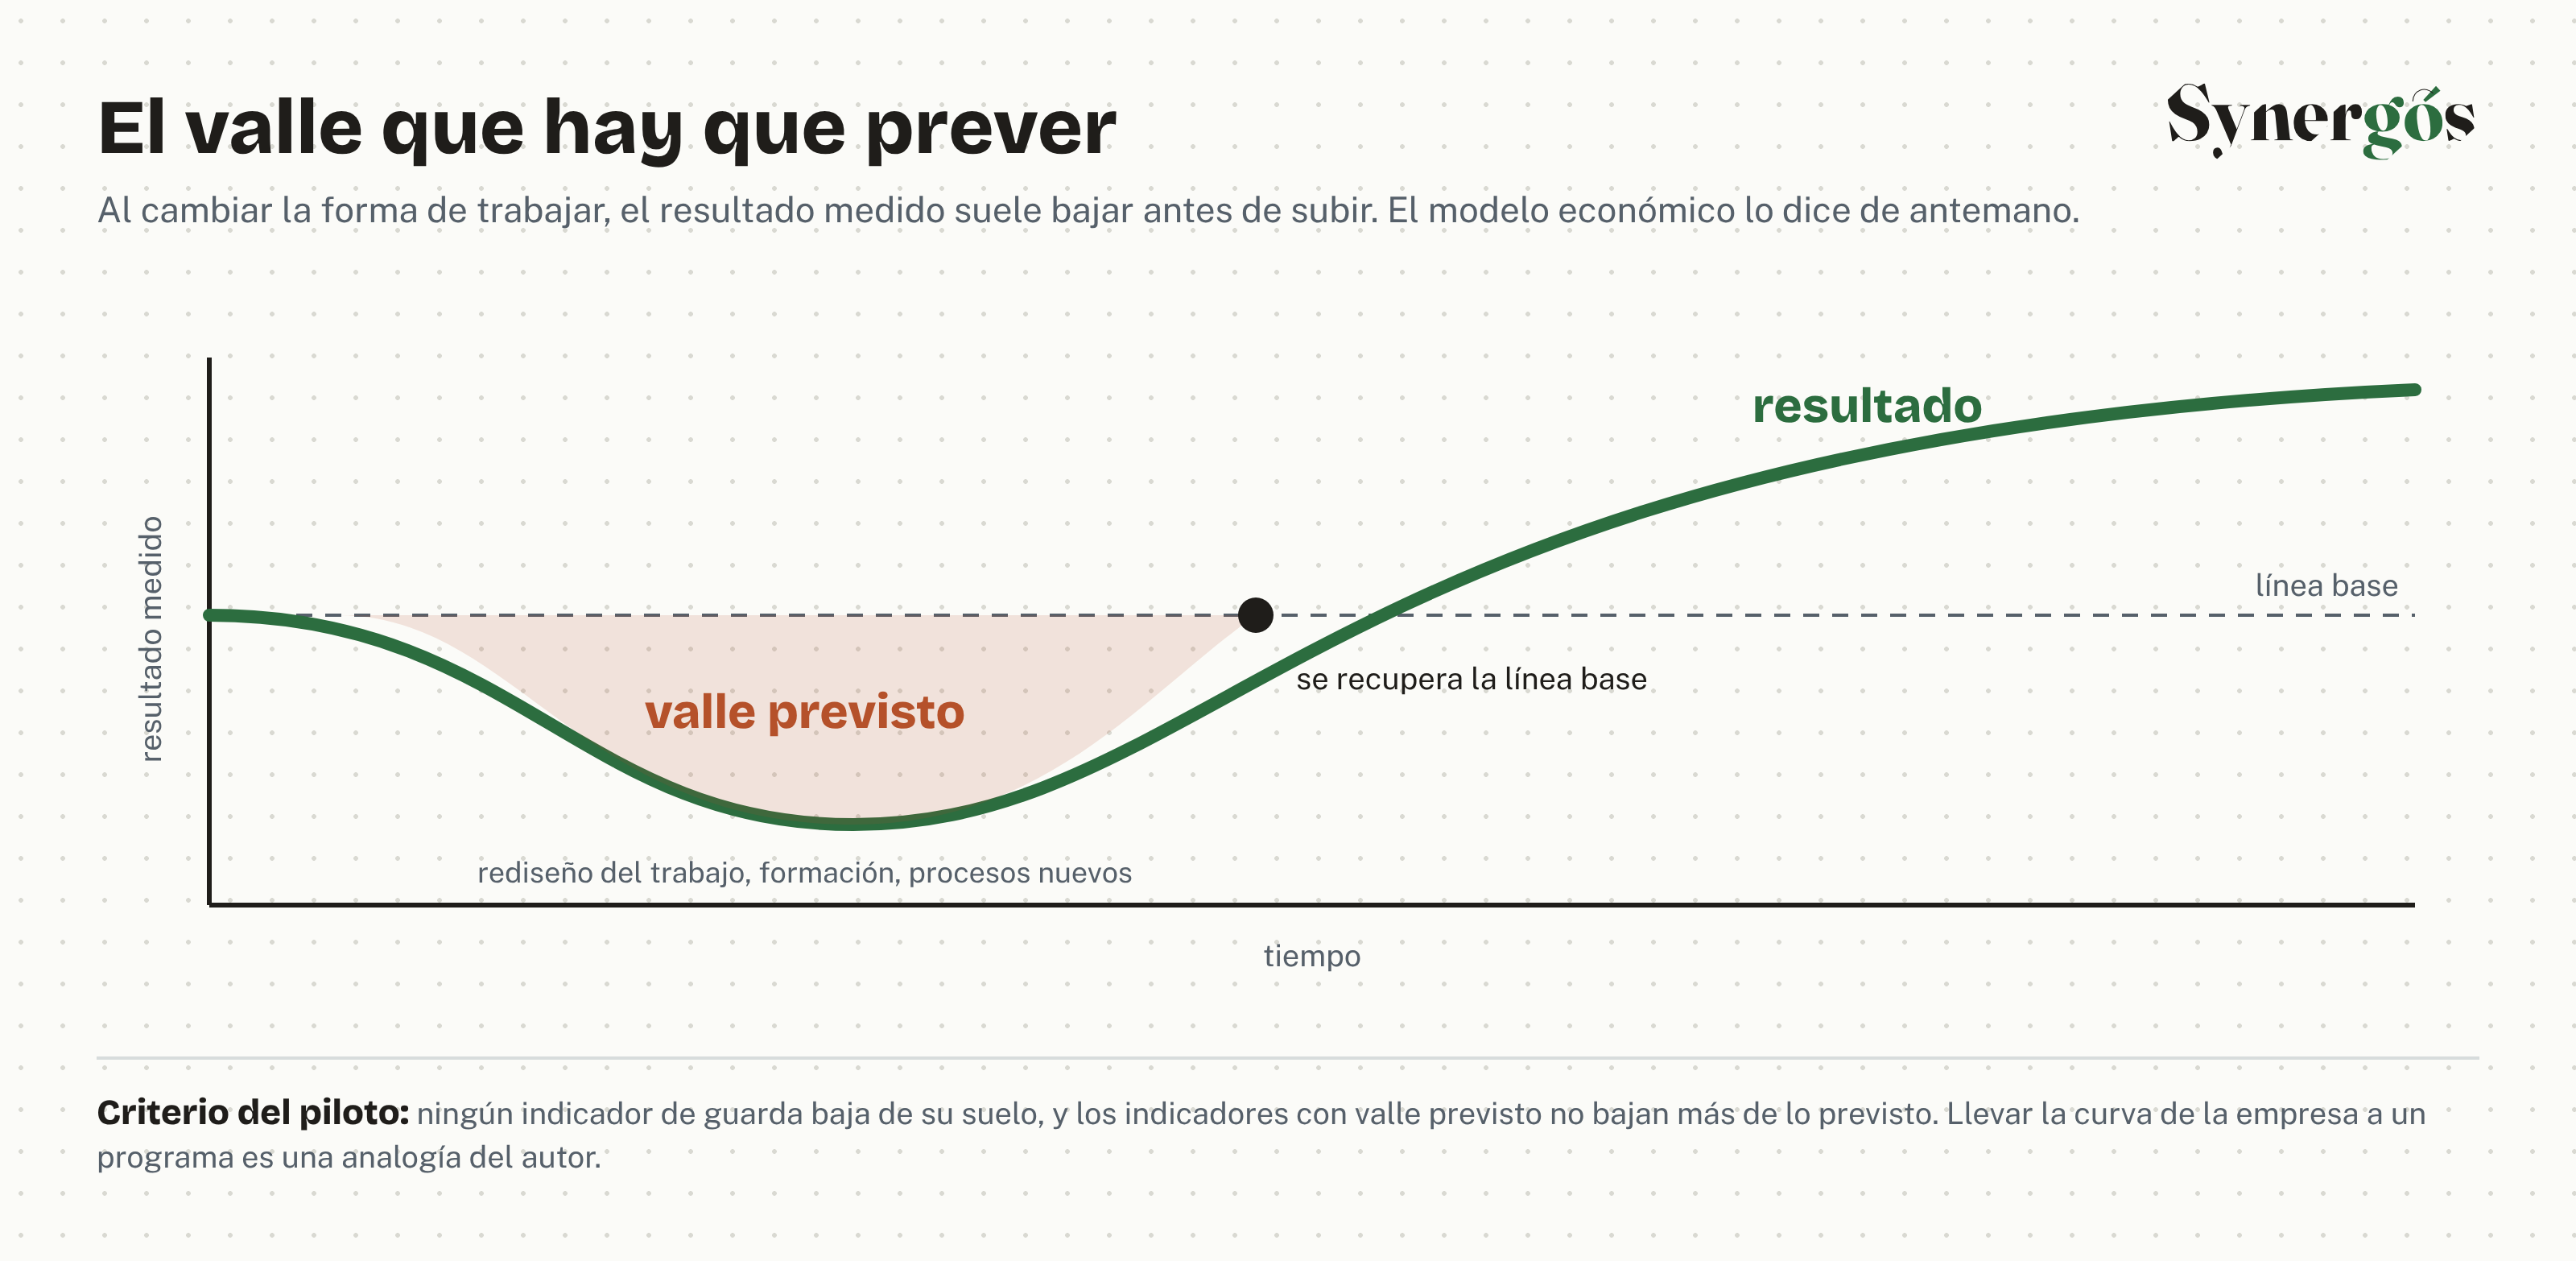 El valle que hay que prever
Synergós
Al cambiar la forma de trabajar, el resultado medido suele bajar antes de subir. El modelo económico lo dice de antemano.
resultado
resultado medido
línea base
se recupera la línea base
valle previsto
rediseño del trabajo, formación, procesos nuevos
tiempo
Criterio del piloto: ningún indicador de guarda baja de su suelo, y los indicadores con valle previsto no bajan más de lo previsto. Llevar la curva de la empresa a un
programa es una analogía del autor.